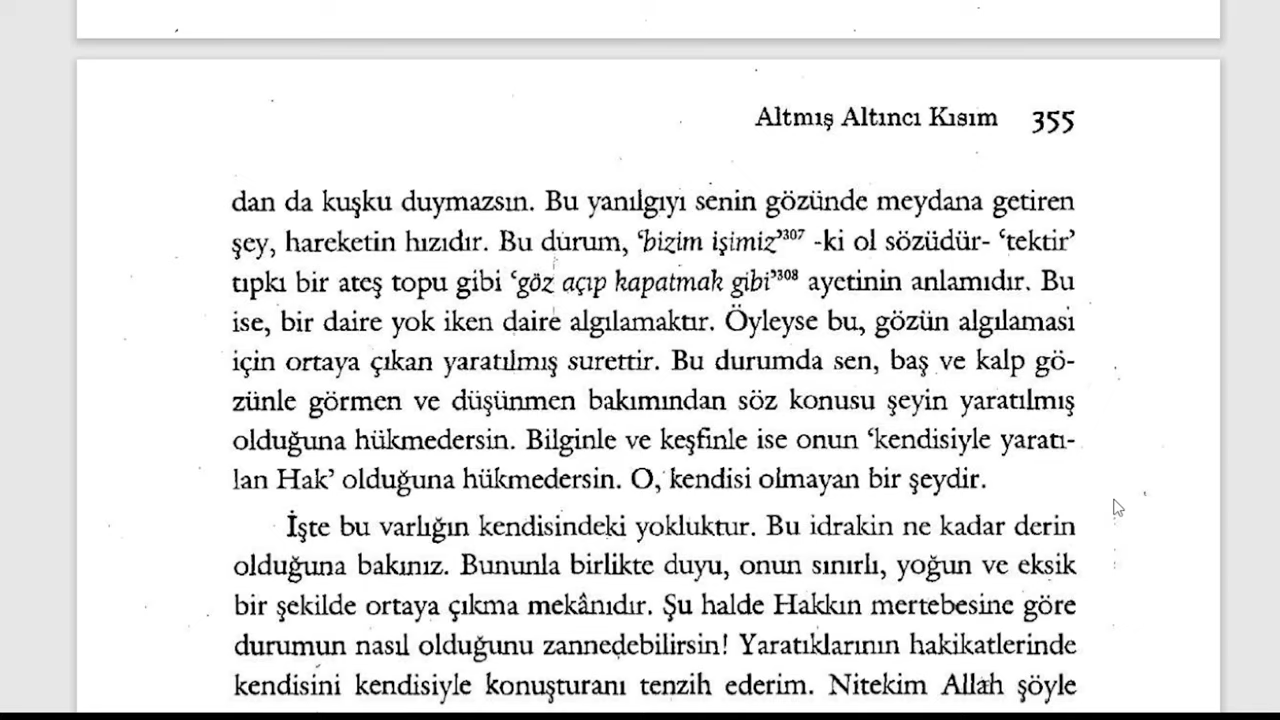 Altmış Altıncı Kısım 355
dan da kuşku duymazsın. Bu yanılgıyı senin gözünde meydana getiren
şey, hareketin hızıdır. Bu durum, ‘bizim işimiz’³⁰⁷ -ki ol sözüdür- ‘tektir’
tıpkı bir ateş topu gibi ‘göz açıp kapatmak gibi’³⁰⁸ ayetinin anlamıdır. Bu
ise, bir daire yok iken daire algılamaktır. Öyleyse bu, gözün algılaması
için ortaya çıkan yaratılmış surettir. Bu durumda sen, baş ve kalp gö-
zünle görmen ve düşünmen bakımından söz konusu şeyin yaratılmış
olduğuna hükmedersin. Bilginle ve keşfinle ise onun ‘kendisiyle yaratı-
lan Hak’ olduğuna hükmedersin. O, kendisi olmayan bir şeydir.
İşte bu varlığın kendisindeki yokluktur. Bu idrakin ne kadar derin
olduğuna bakınız. Bununla birlikte duyu, onun sınırlı, yoğun ve eksik
bir şekilde ortaya çıkma mekânıdır. Şu halde Hakkın mertebesine göre
durumun nasıl olduğunu zannedebilirsin! Yaratıklarının hakikatlerinde
kendisini kendisiyle konuşturanı tenzih ederim. Nitekim Allah şöyle